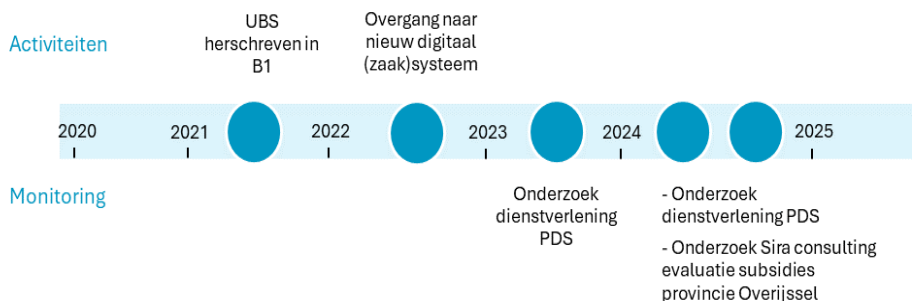 Activiteiten
UBS
herschreven in
B1
Overgang naar
nieuw digitaal
(zaak)systeem
2020
2021
2022
2023
2024
2025
Monitoring
Onderzoek
dienstverlening
PDS
- Onderzoek
dienstverlening PDS
- Onderzoek Sira consulting
evaluatie subsidies
provincie Overijssel